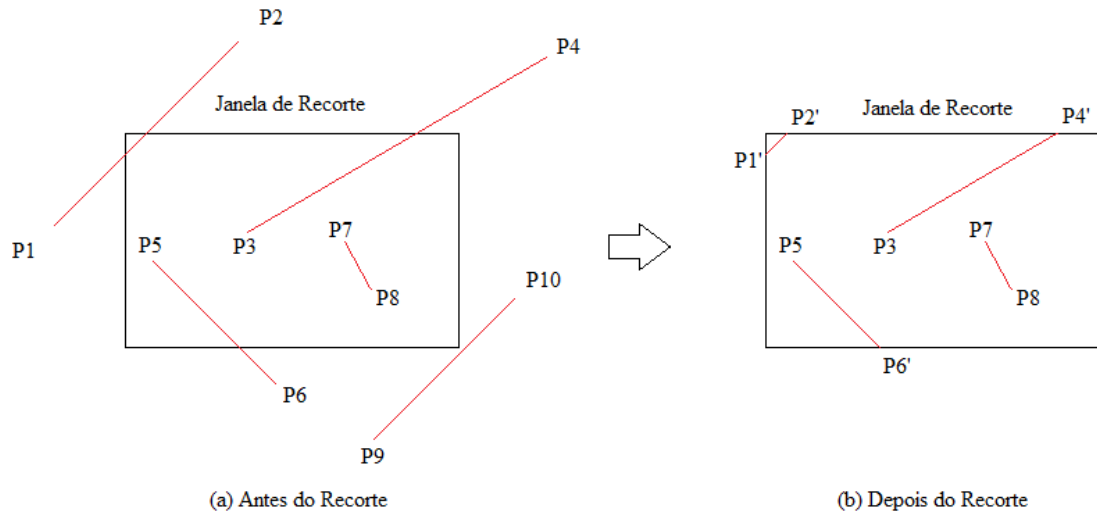 P2
P4
Janela de Recorte
P1
P5
P3
P7
P8
P10
P6
P9
(a) Antes do Recorte
Janela de Recorte
P2'
P4'
P1'
P5
P3
P7
P8
P6'
(b) Depois do Recorte